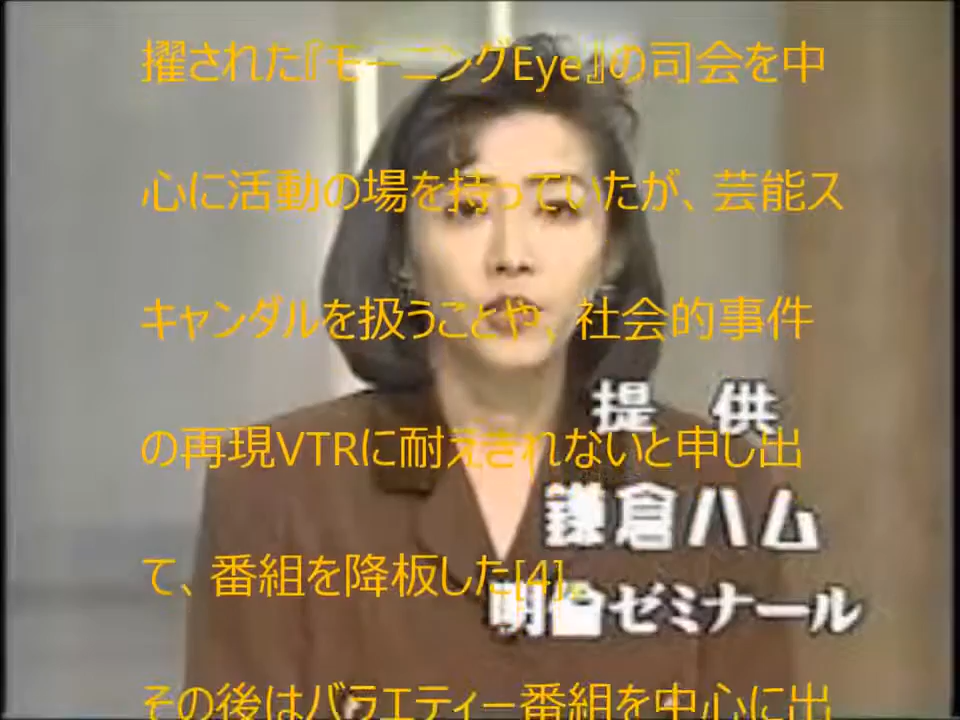 擢された『モーニングEye』の司会を中
心に活動の場を持っていたが、芸能ス
キャンダルを扱うことや、社会的事件
の再現VTRに耐えきれないと申し出
て、番組を降板した[4]。
その後はバラエティー番組を中心に出
提 供
鎌倉ハム
明倫ゼミナール